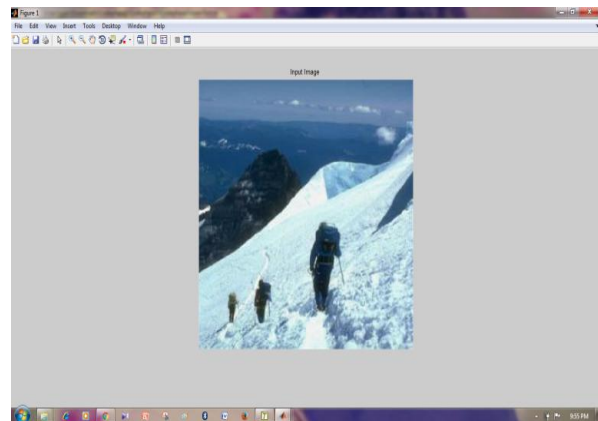 Figure 1
File Edit View Insert Tools Desktop Window Help
Input Image
9:55 PM